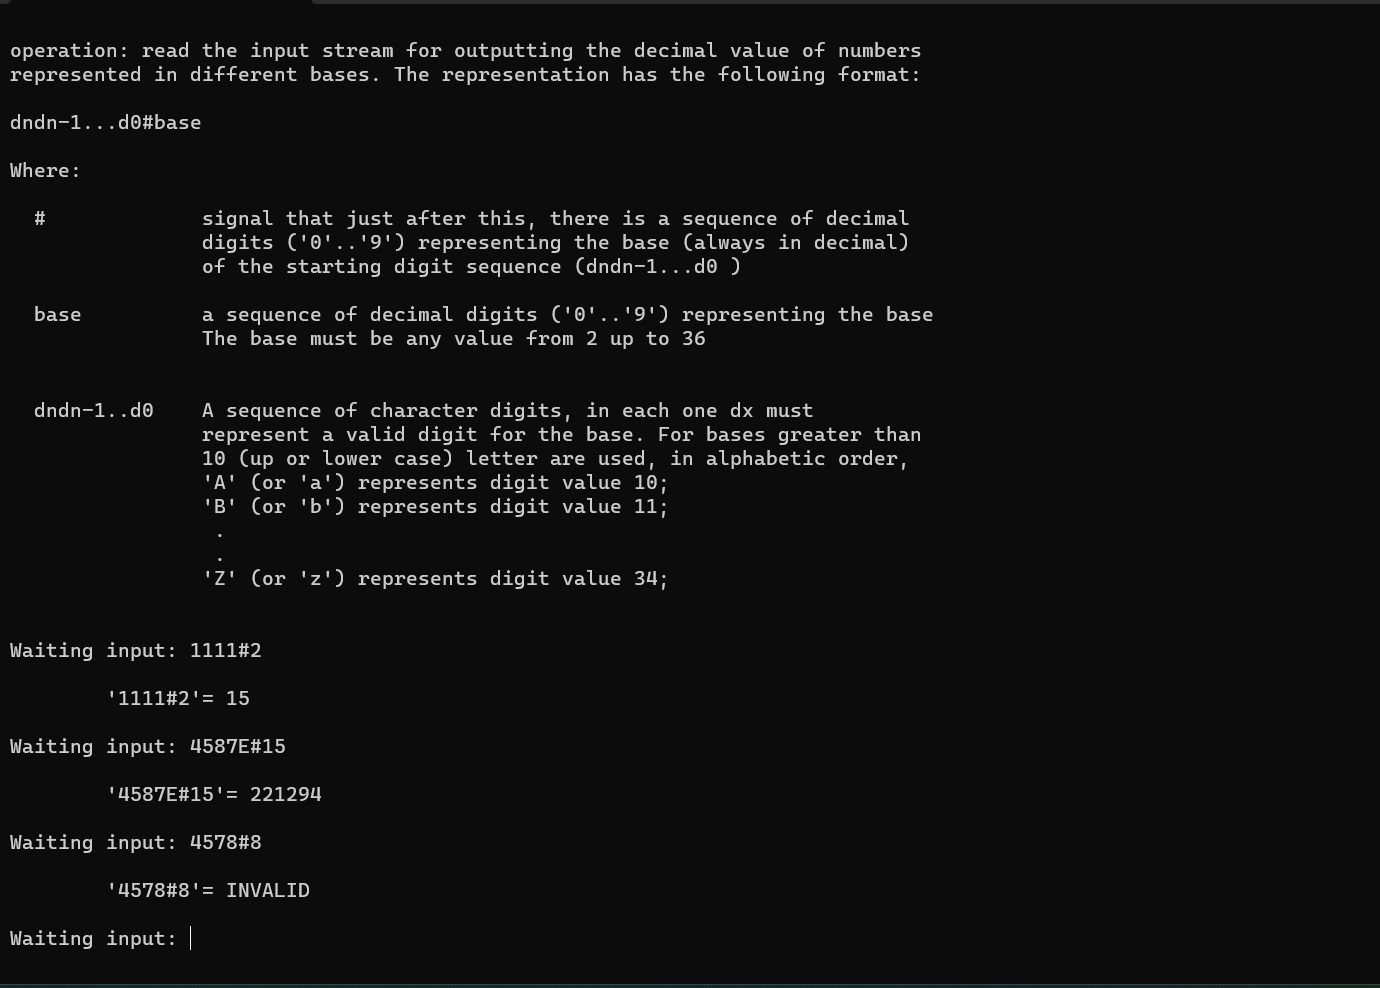 operation: read the input stream for outputting the decimal value of numbers
represented in different bases. The representation has the following format:
dndn-1...d0#base
Where:
# signal that just after this, there is a sequence of decimal
digits ('0'..'9') representing the base (always in decimal)
of the starting digit sequence (dndn-1...d0 )
base a sequence of decimal digits ('0'..'9') representing the base
The base must be any value from 2 up to 36
dndn-1..d0 A sequence of character digits, in each one dx must
represent a valid digit for the base. For bases greater than
10 (up or lower case) letter are used, in alphabetic order,
'A' (or 'a') represents digit value 10;
'B' (or 'b') represents digit value 11;
.
.
'Z' (or 'z') represents digit value 34;
Waiting input: 1111#2
'1111#2'= 15
Waiting input: 4587E#15
'4587E#15'= 221294
Waiting input: 4578#8
'4578#8'= INVALID
Waiting input: